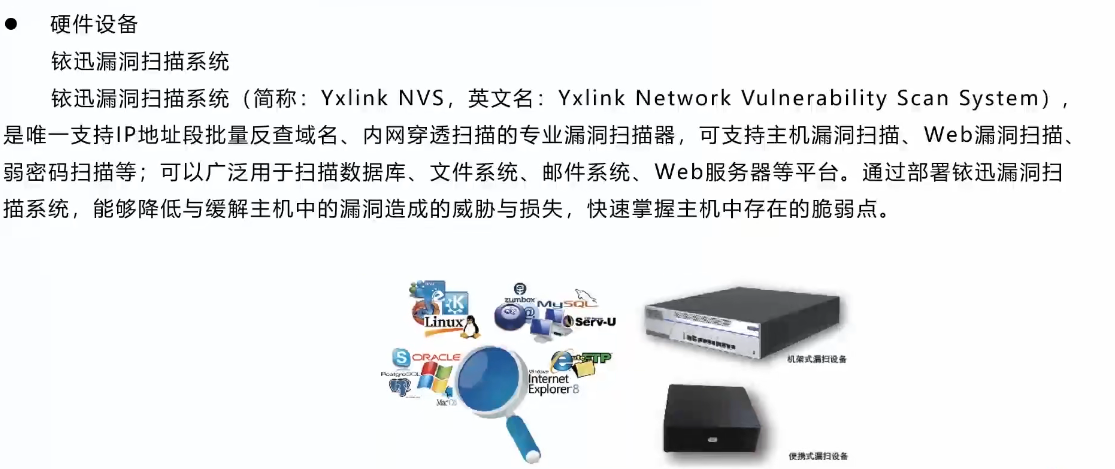 ● 硬件设备
铱迅漏洞扫描系统
铱迅漏洞扫描系统（简称：Yxlink NVS，英文名：Yxlink Network Vulnerability Scan System），
是唯一支持IP地址段批量反查域名、内网穿透扫描的专业漏洞扫描器，可支持主机漏洞扫描、Web漏洞扫描、
弱密码扫描等；可以广泛用于扫描数据库、文件系统、邮件系统、Web服务器等平台。通过部署铱迅漏洞扫
描系统，能够降低与缓解主机中的漏洞造成的威胁与损失，快速掌握主机中存在的脆弱点。
Linux
zumbox
MySQL
Serv-U
ORACLE
PostgreSQL
Mac OS
Windows
Internet
Explorer 8
FTP
机架式漏扫设备
便携式漏扫设备